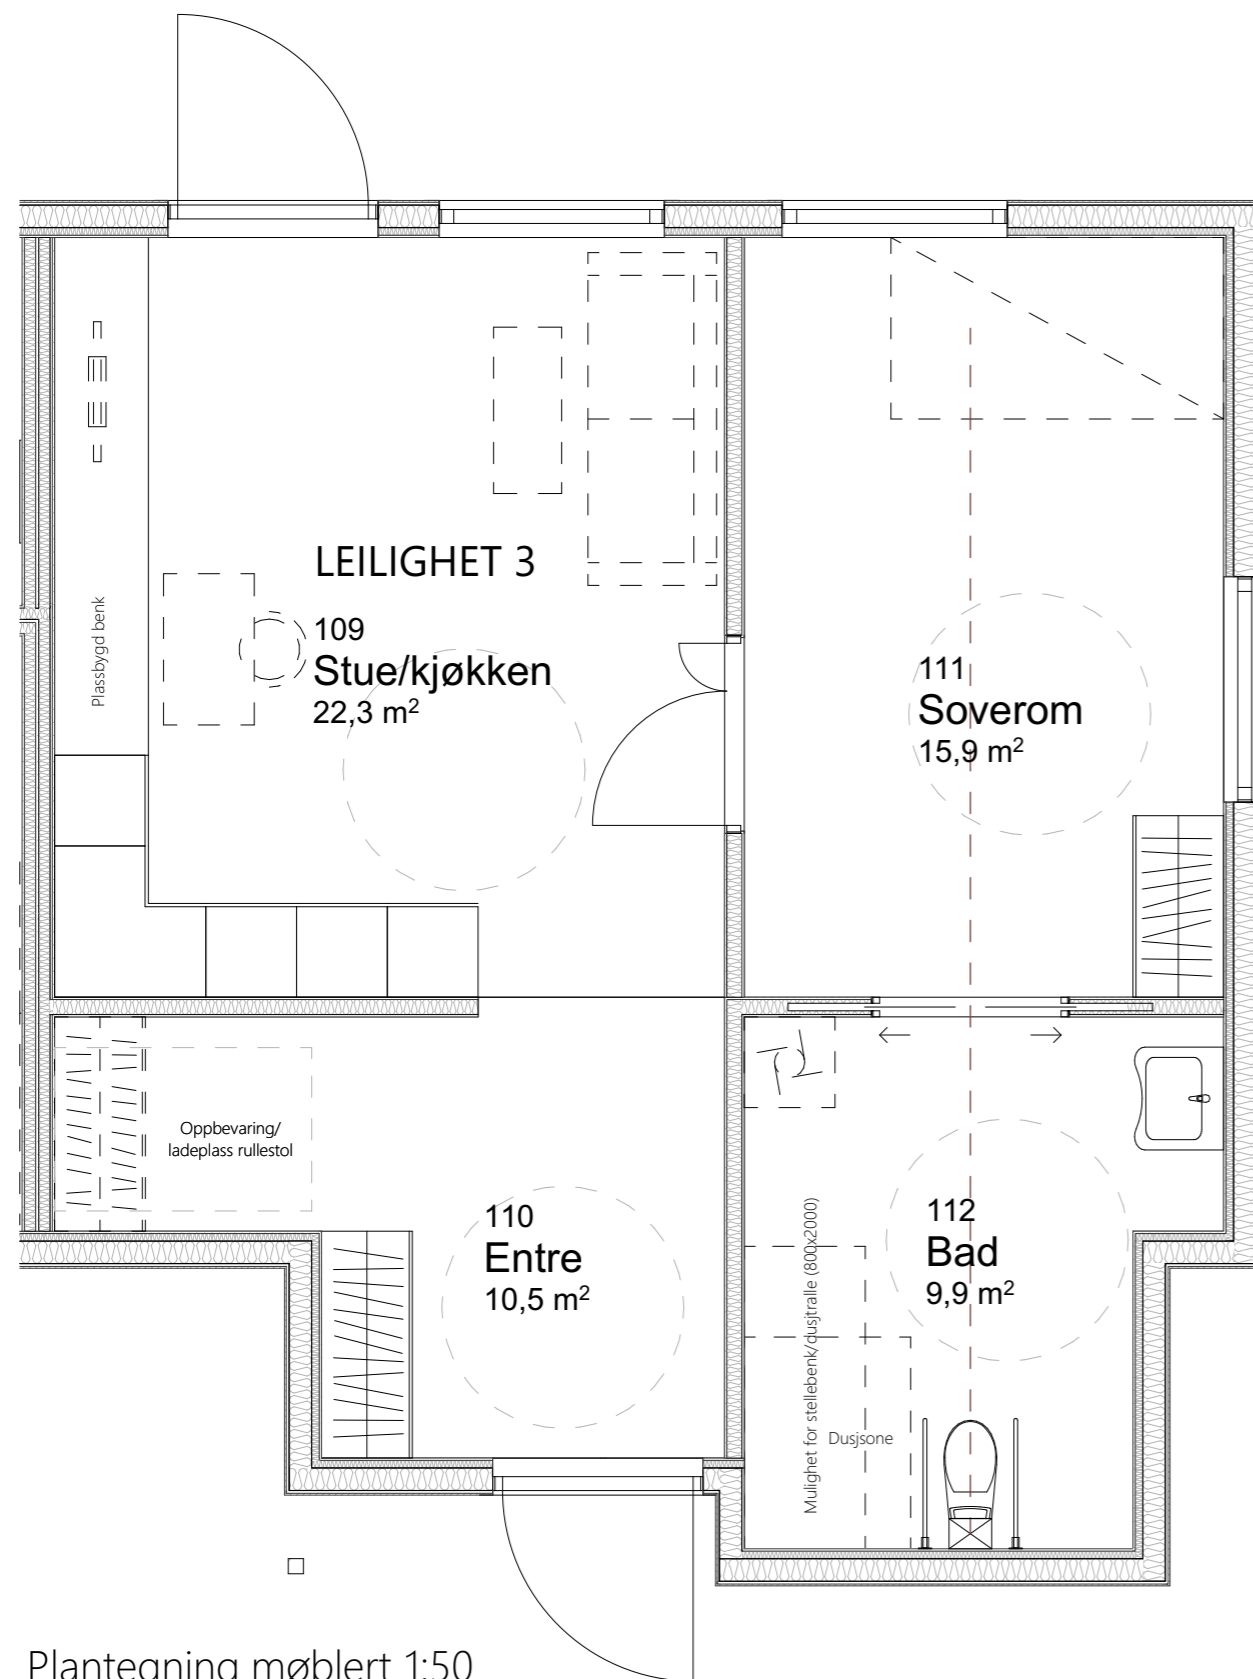 LEILIGHET 3
109
Stue/kjøkken
22,3 m²
Plassbygd benk
111
Soverom
15,9 m²
Oppbevaring/
ladeplass rullestol
110
Entre
10,5 m²
112
Bad
9,9 m²
Mulighet for stellebenk/dusjtralle (800x2000)
Dusjsone
Plantegning møblert 1:50